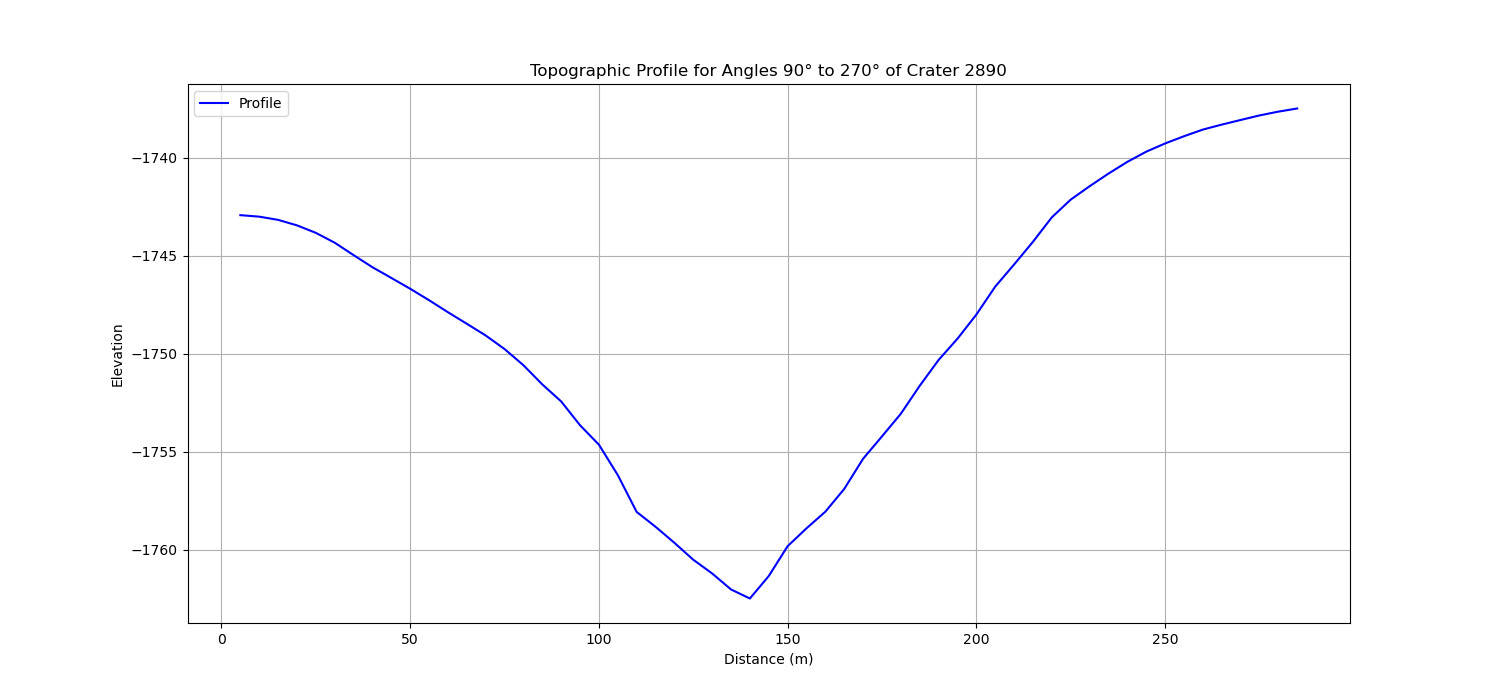 Topographic Profile for Angles 90° to 270° of Crater 2890
Profile
Elevation
−1740
−1745
−1750
−1755
−1760
0 50 100 150 200 250
Distance (m)